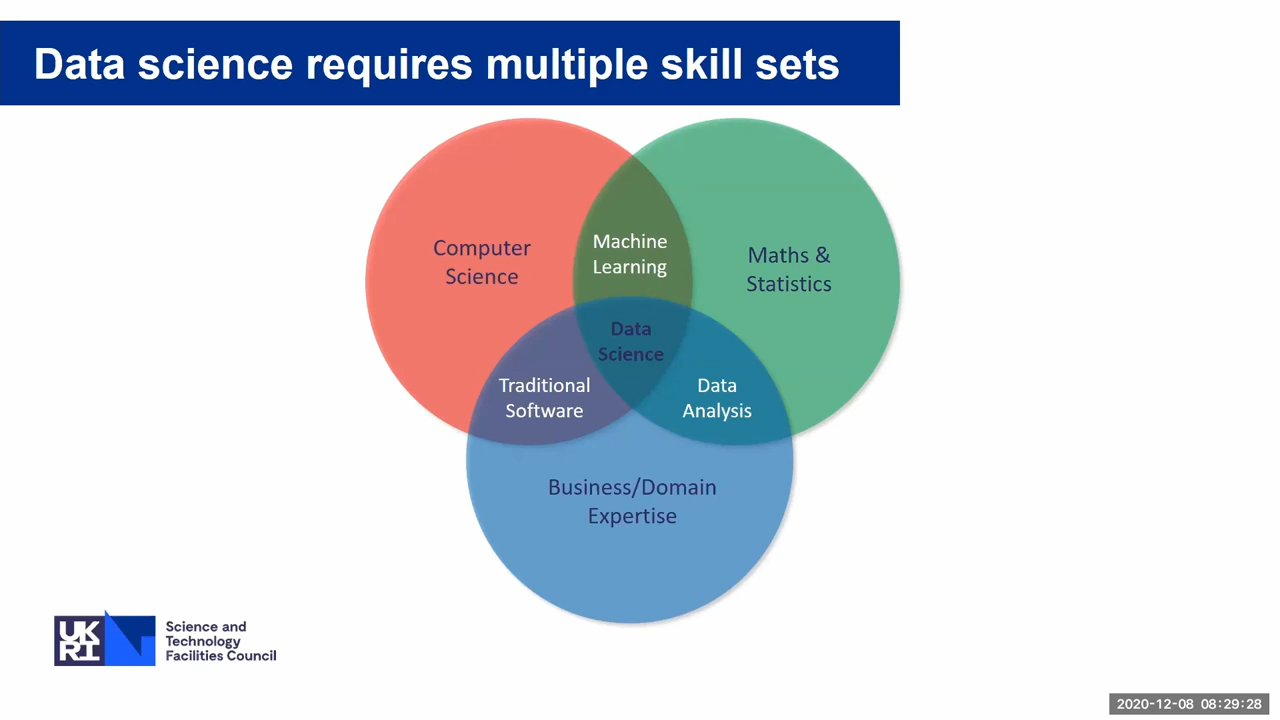 Data science requires multiple skill sets
Computer
Science
Machine
Learning
Maths &
Statistics
Data
Science
Traditional
Software
Data
Analysis
Business/Domain
Expertise
UK
RI
Science and
Technology
Facilities Council
2020-12-08 08:29:28